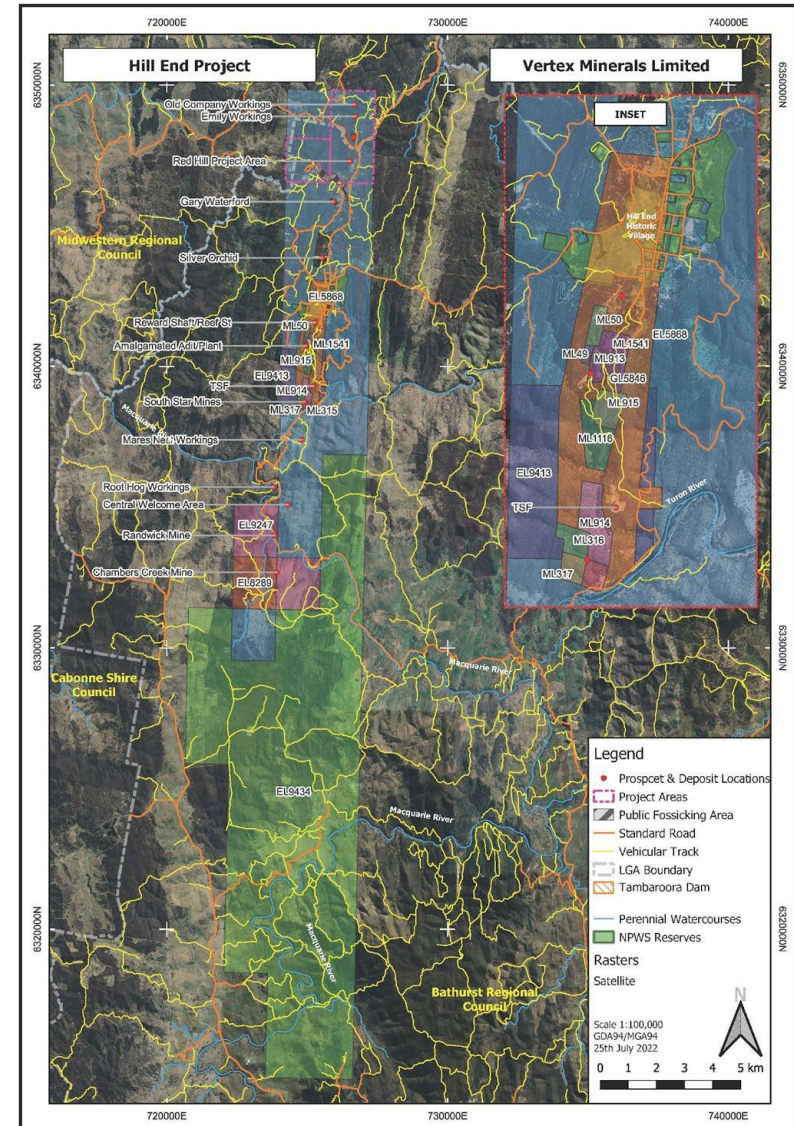 720000E
730000E
740000E
Hill End Project
Vertex Minerals Limited
6350000N
6350000N
INSET
Old Company Workings
Emily Workings
Red Hill Project Area
Gary Waterford
Midwestern Regional
Council
Silver Orchid
EL5868
Reward Shaft/Reef St
ML50
Amalgamated Adit/Plant
ML1541
ML915
EL9413
TSF
ML914
South Star Mines
ML317
ML315
Macquarie
Mares Nest Workings
Root Hog Workings
Central Welcome Area
EL9247
Randwick Mine
Chambers Creek Mine
EL8289
6340000N
6340000N
Hill End
Historic
Village
ML50
EL5868
ML1541
ML49
ML913
GL5846
ML915
ML1116
EL9413
Turon River
TSF
ML914
ML316
ML317
6330000N
6330000N
Macquarie River
Cabonne Shire
Council
EL9434
Macquarie River
Macquarie River
Bathurst Regional
Council
6320000N
6320000N
Legend
Prospcet & Deposit Locations
Project Areas
Public Fossicking Area
Standard Road
Vehicular Track
LGA Boundary
Tambaroora Dam
Perennial Watercourses
NPWS Reserves
Rasters
Satellite
N
Scale 1:100,000
GDA94/MGA94
25th July 2022
0 1 2 3 4 5 km
720000E
730000E
740000E